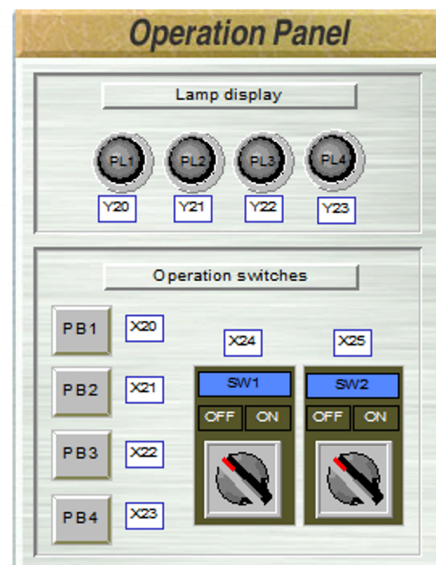 Operation Panel
Lamp display
PL1 PL2 PL3 PL4
Y20 Y21 Y22 Y23
Operation switches
PB1 X20
X24 X25
PB2 X21
SW1 SW2
OFF ON OFF ON
PB3 X22
PB4 X23